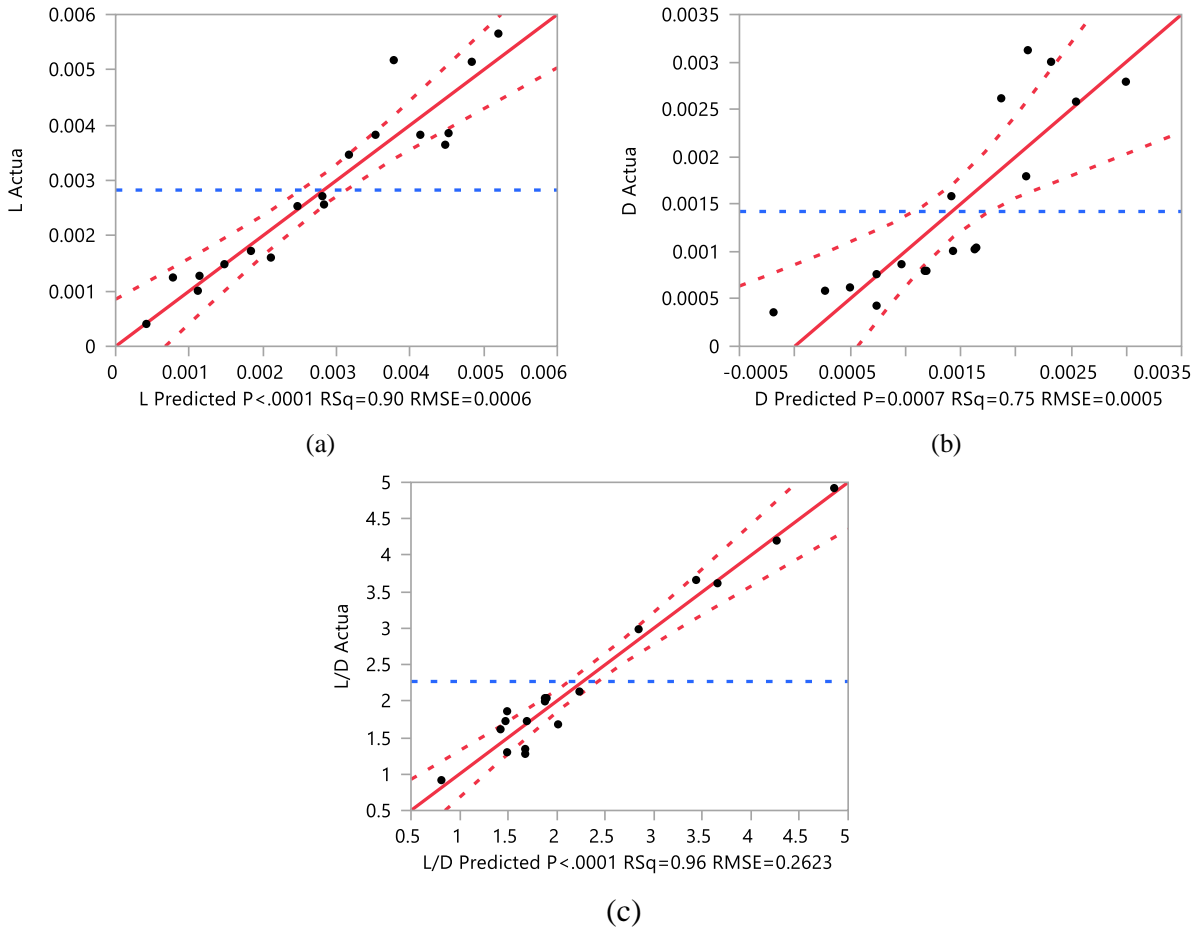 0.006
0.005
0.004
0.003
0.002
0.001
0
L Actua
0 0.001 0.002 0.003 0.004 0.005 0.006
L Predicted P<.0001 RSq=0.90 RMSE=0.0006
(a)
0.0035
0.003
0.0025
0.002
0.0015
0.001
0.0005
0
D Actua
-0.0005 0.0005 0.0015 0.0025 0.0035
D Predicted P=0.0007 RSq=0.75 RMSE=0.0005
(b)
5
4.5
4
3.5
3
2.5
2
1.5
1
0.5
L/D Actua
0.5 1 1.5 2 2.5 3 3.5 4 4.5 5
L/D Predicted P<.0001 RSq=0.96 RMSE=0.2623
(c)